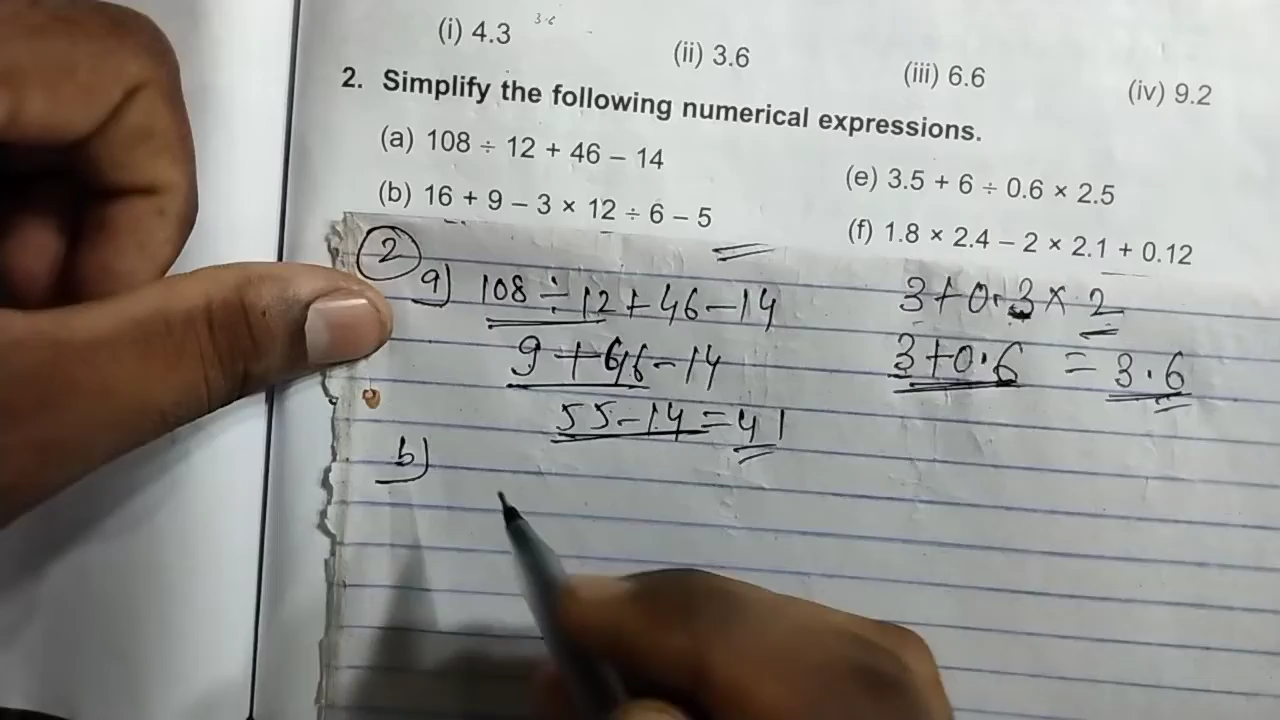 (i) 4.3 3.6 (ii) 3.6 (iii) 6.6 (iv) 9.2
2. Simplify the following numerical expressions.
(a) 108 ÷ 12 + 46 – 14
(e) 3.5 + 6 ÷ 0.6 × 2.5
(b) 16 + 9 – 3 × 12 ÷ 6 – 5
(f) 1.8 × 2.4 – 2 × 2.1 + 0.12
2
a) 108 ÷ 12 + 46 – 14
9 + 46 – 14
55 – 14 = 41
b)
3 + 0.3 × 2
3 + 0.6 = 3.6